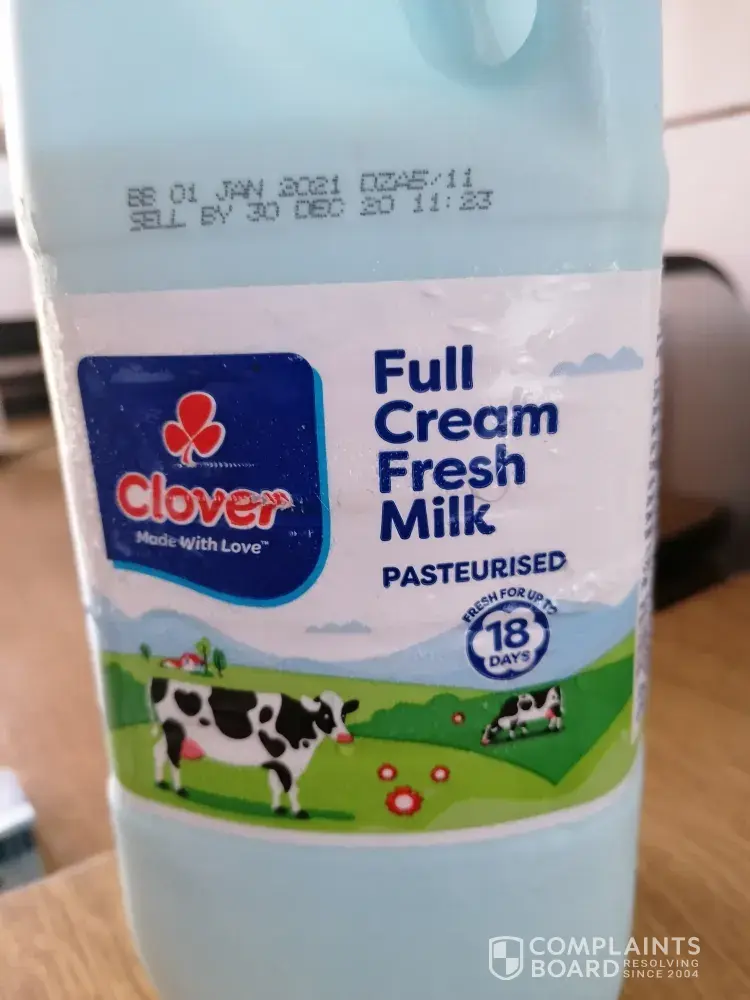 BB 01 JAN 2021 DZA5/11
SELL BY 30 DEC 20 11:23
Clover
Made With Love™
Full
Cream
Fresh
Milk
PASTEURISED
FRESH FOR UP TO
18
DAYS
COMPLAINTS
BOARD RESOLVING
SINCE 2004